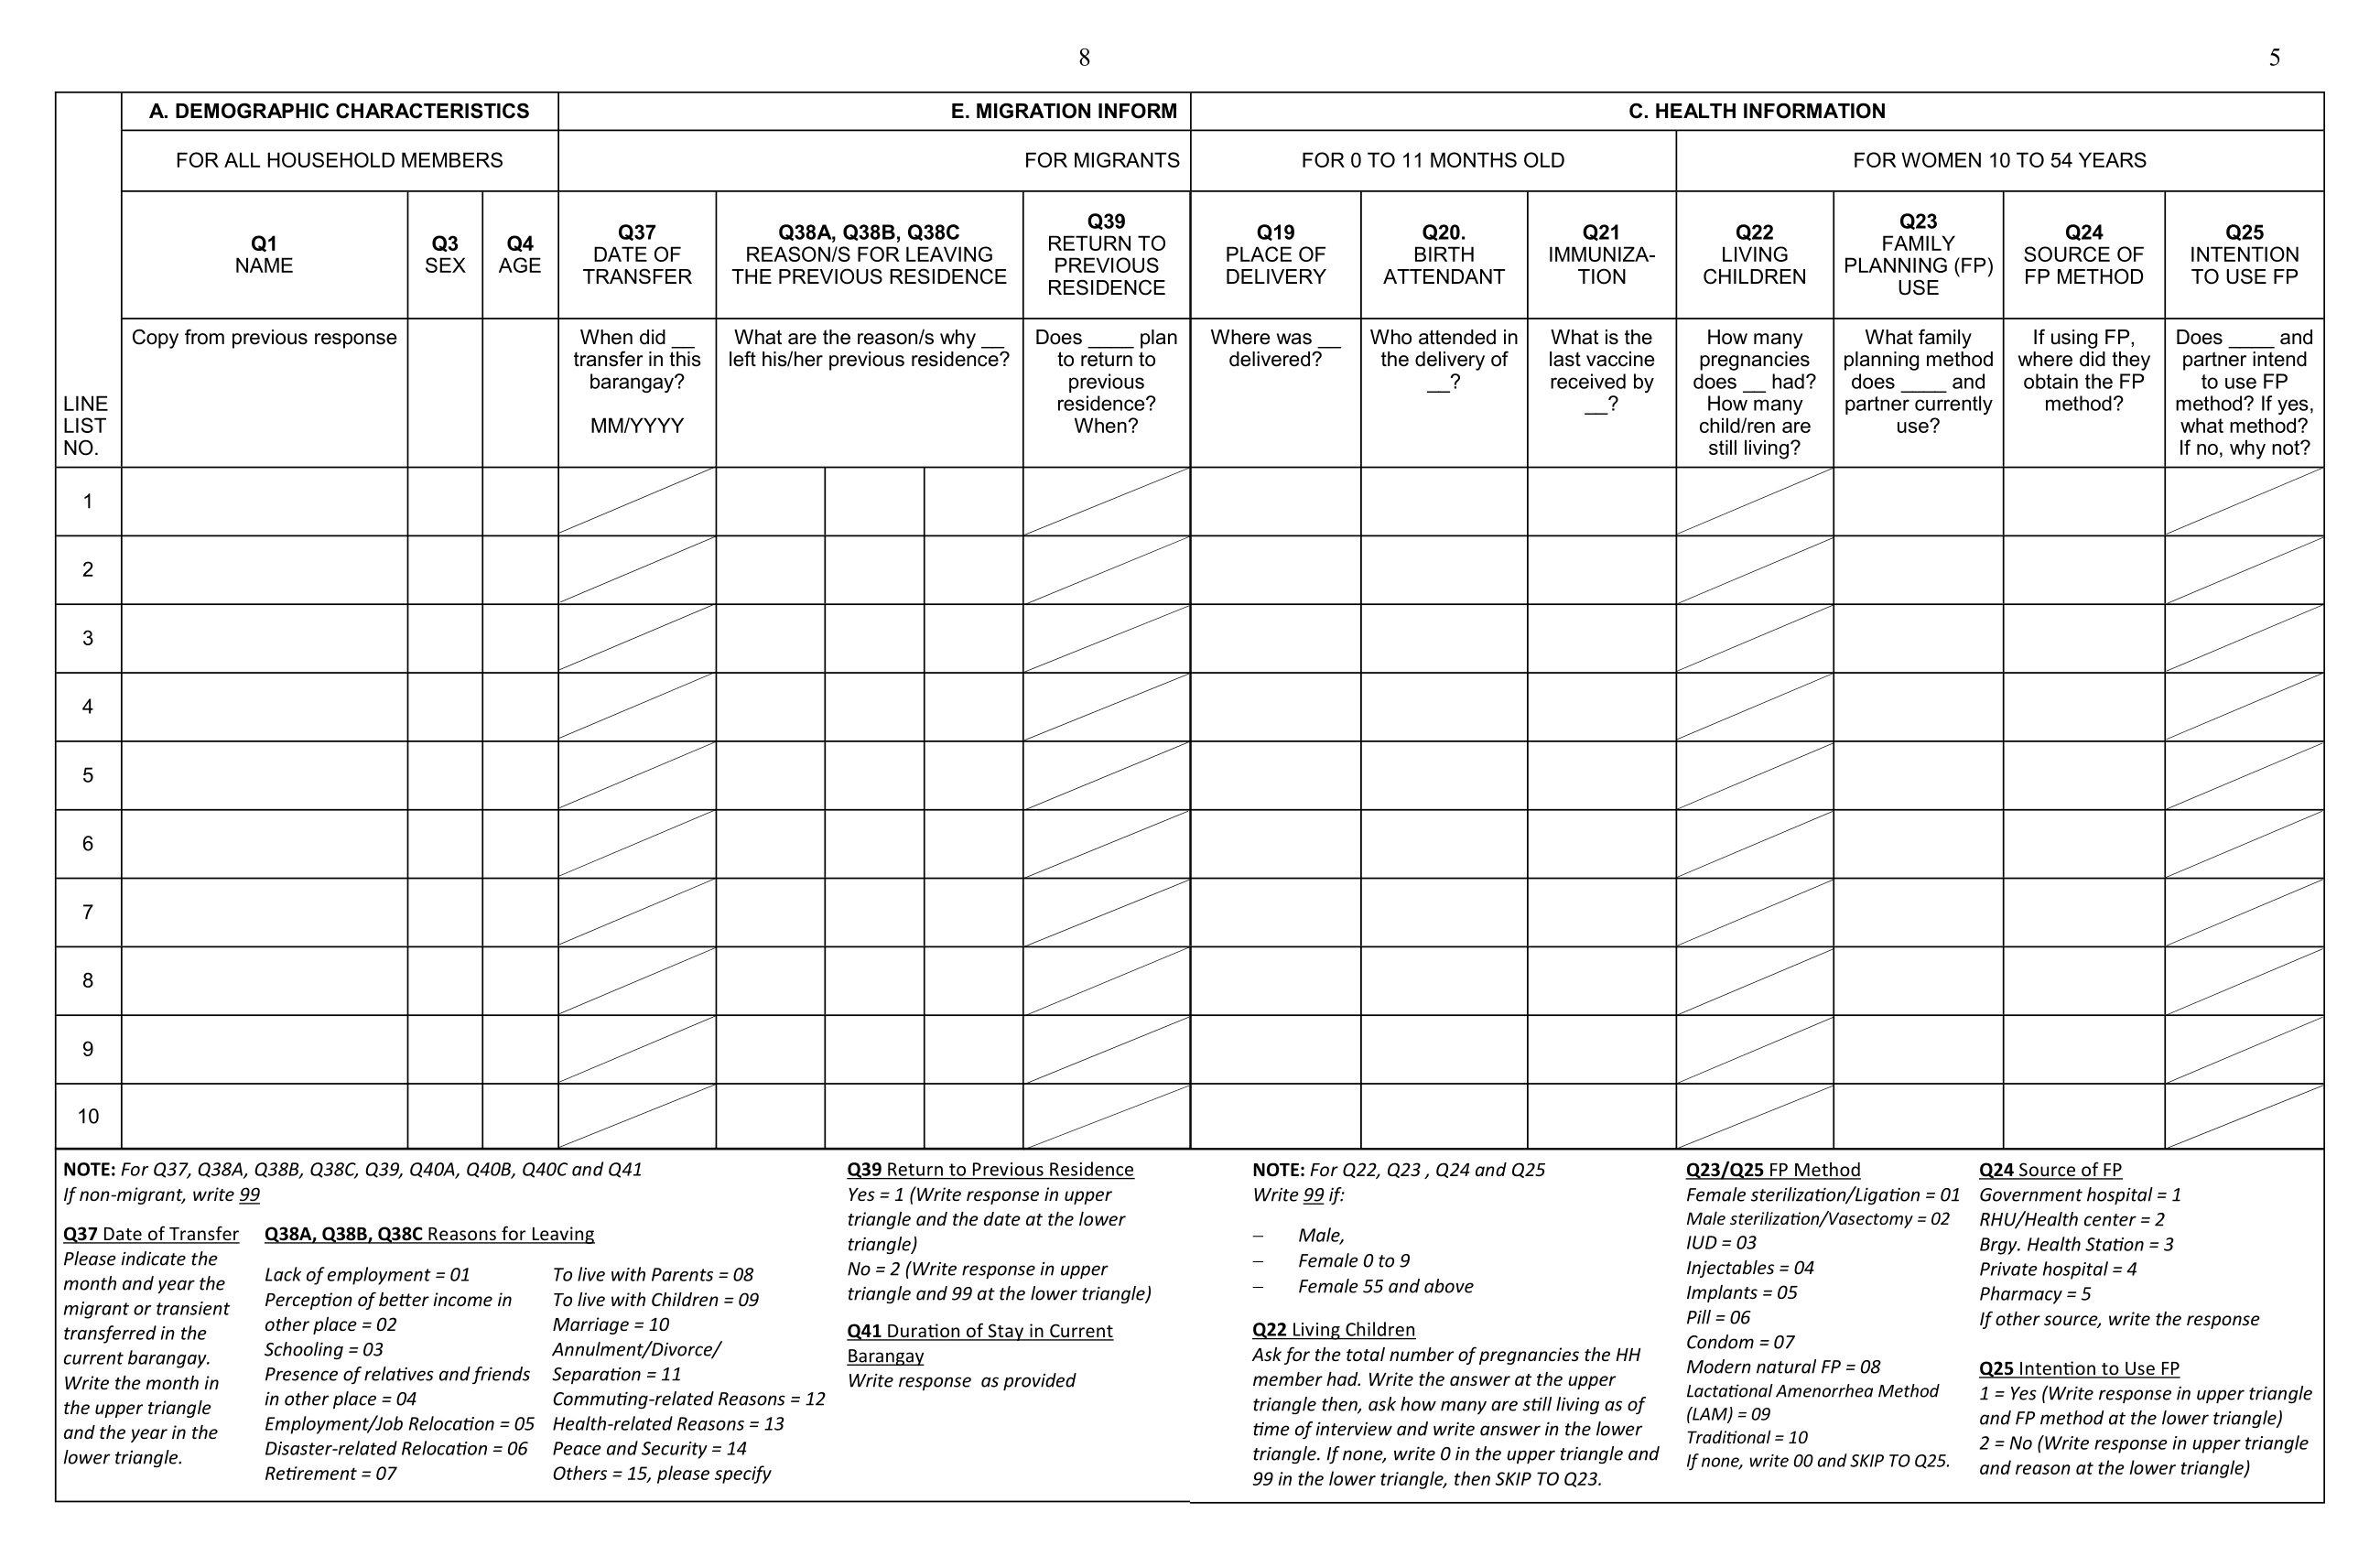 8
5
A. DEMOGRAPHIC CHARACTERISTICS
E. MIGRATION INFORM
C. HEALTH INFORMATION
FOR ALL HOUSEHOLD MEMBERS
FOR MIGRANTS
FOR 0 TO 11 MONTHS OLD
FOR WOMEN 10 TO 54 YEARS
LINE
LIST
NO.
Q1
NAME
Q3
SEX
Q4
AGE
Q37
DATE OF
TRANSFER
Q38A, Q38B, Q38C
REASON/S FOR LEAVING
THE PREVIOUS RESIDENCE
Q39
RETURN TO
PREVIOUS
RESIDENCE
Q19
PLACE OF
DELIVERY
Q20.
BIRTH
ATTENDANT
Q21
IMMUNIZA-
TION
Q22
LIVING
CHILDREN
Q23
FAMILY
PLANNING (FP)
USE
Q24
SOURCE OF
FP METHOD
Q25
INTENTION
TO USE FP
Copy from previous response
When did __
transfer in this
barangay?
MM/YYYY
What are the reason/s why __
left his/her previous residence?
Does ____ plan
to return to
previous
residence?
When?
Where was __
delivered?
Who attended in
the delivery of
__?
What is the
last vaccine
received by
__?
How many
pregnancies
does __ had?
How many
child/ren are
still living?
What family
planning method
does ____ and
partner currently
use?
If using FP,
where did they
obtain the FP
method?
Does ____ and
partner intend
to use FP
method? If yes,
what method?
If no, why not?
1
2
3
4
5
6
7
8
9
10
NOTE: For Q37, Q38A, Q38B, Q38C, Q39, Q40A, Q40B, Q40C and Q41
If non-migrant, write 99
Q37 Date of Transfer
Please indicate the
month and year the
migrant or transient
transferred in the
current barangay.
Write the month in
the upper triangle
and the year in the
lower triangle.
Q38A, Q38B, Q38C Reasons for Leaving
Lack of employment = 01
Perception of better income in
other place = 02
Schooling = 03
Presence of relatives and friends
in other place = 04
Employment/Job Relocation = 05
Disaster-related Relocation = 06
Retirement = 07
To live with Parents = 08
To live with Children = 09
Marriage = 10
Annulment/Divorce/
Separation = 11
Commuting-related Reasons = 12
Health-related Reasons = 13
Peace and Security = 14
Others = 15, please specify
Q39 Return to Previous Residence
Yes = 1 (Write response in upper
triangle and the date at the lower
triangle)
No = 2 (Write response in upper
triangle and 99 at the lower triangle)
Q41 Duration of Stay in Current
Barangay
Write response as provided
NOTE: For Q22, Q23 , Q24 and Q25
Write 99 if:
– Male,
– Female 0 to 9
– Female 55 and above
Q22 Living Children
Ask for the total number of pregnancies the HH
member had. Write the answer at the upper
triangle then, ask how many are still living as of
time of interview and write answer in the lower
triangle. If none, write 0 in the upper triangle and
99 in the lower triangle, then SKIP TO Q23.
Q23/Q25 FP Method
Female sterilization/Ligation = 01
Male sterilization/Vasectomy = 02
IUD = 03
Injectables = 04
Implants = 05
Pill = 06
Condom = 07
Modern natural FP = 08
Lactational Amenorrhea Method
(LAM) = 09
Traditional = 10
If none, write 00 and SKIP TO Q25.
Q24 Source of FP
Government hospital = 1
RHU/Health center = 2
Brgy. Health Station = 3
Private hospital = 4
Pharmacy = 5
If other source, write the response
Q25 Intention to Use FP
1 = Yes (Write response in upper triangle
and FP method at the lower triangle)
2 = No (Write response in upper triangle
and reason at the lower triangle)